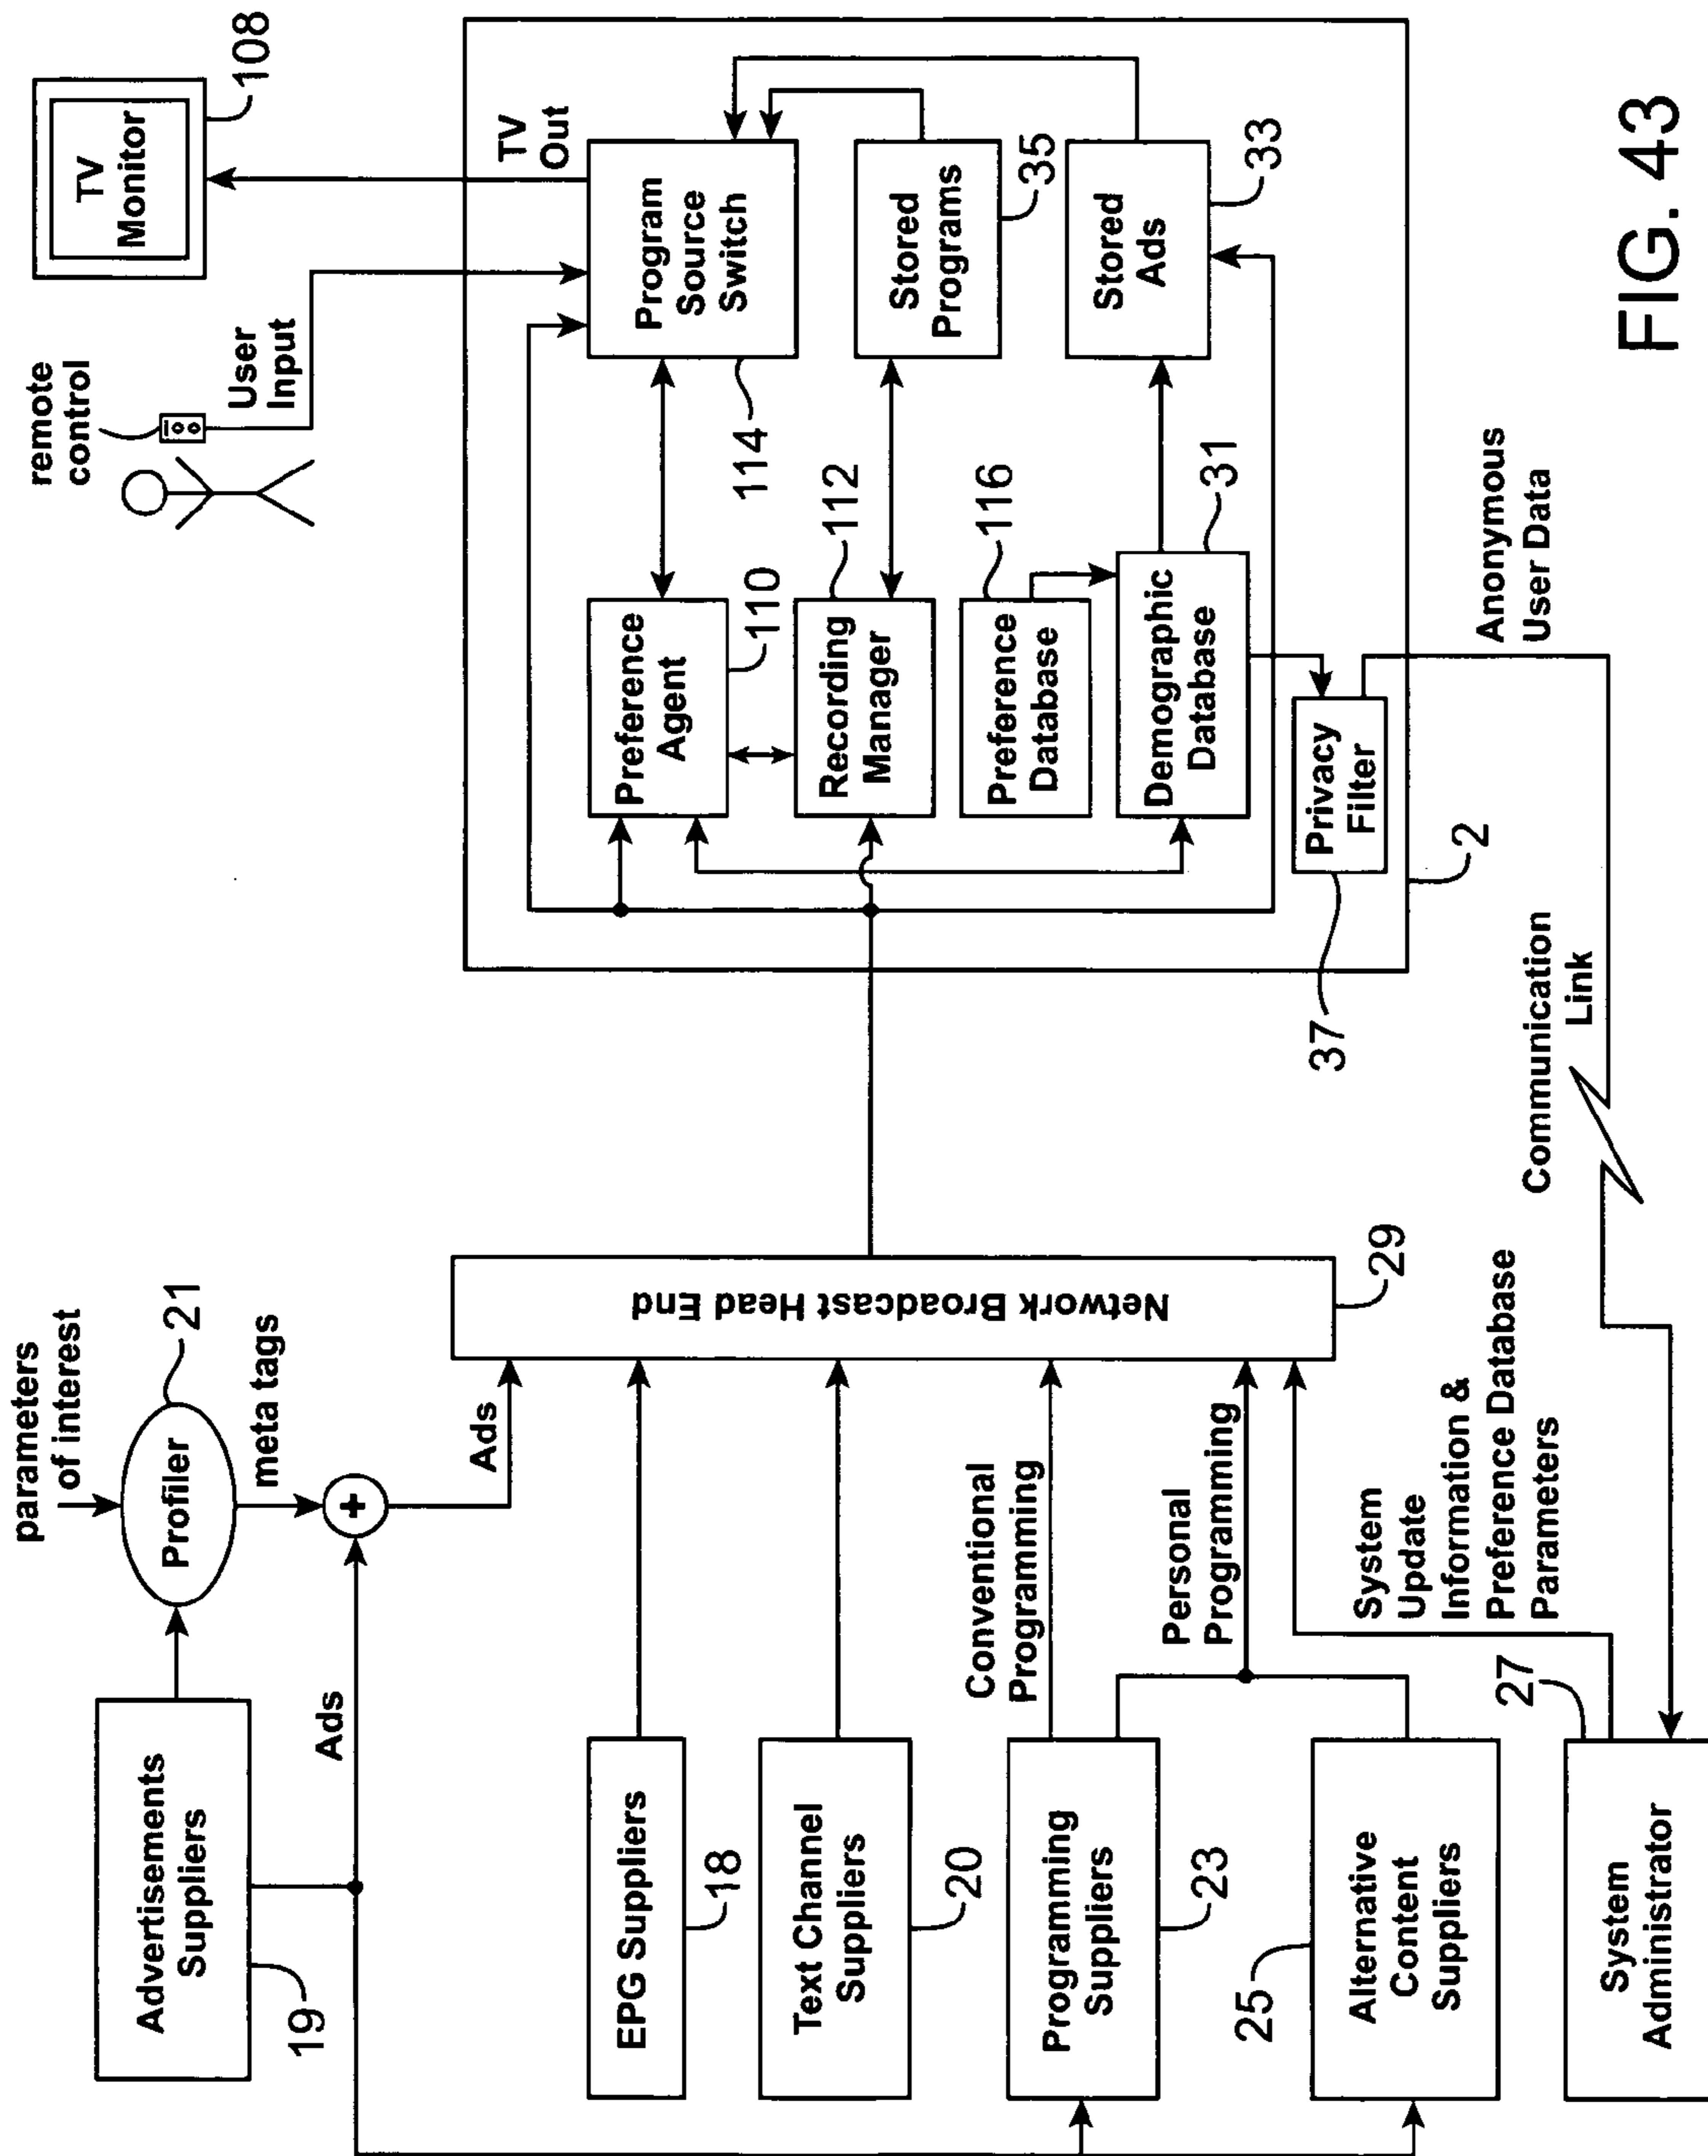 parameters
of interest
21
Profiler
meta tags
+
Advertisements
Suppliers
19
Ads
Ads
EPG Suppliers
18
Text Channel
Suppliers
20
Programming
Suppliers
23
Conventional
Programming
Personal
Programming
25
Alternative
Content
Suppliers
System
Administrator
27
System
Update
Information &
Preference Database
Parameters
Network Broadcast Head End
29
Communication
Link
Anonymous
User Data
remote
control
User
Input
TV
Monitor
108
TV
Out
Program
Source
Switch
114
Preference
Agent
110
Recording
Manager
112
Stored
Programs
35
Preference
Database
116
Demographic
Database
31
Stored
Ads
33
Privacy
Filter
37
2
FIG. 43